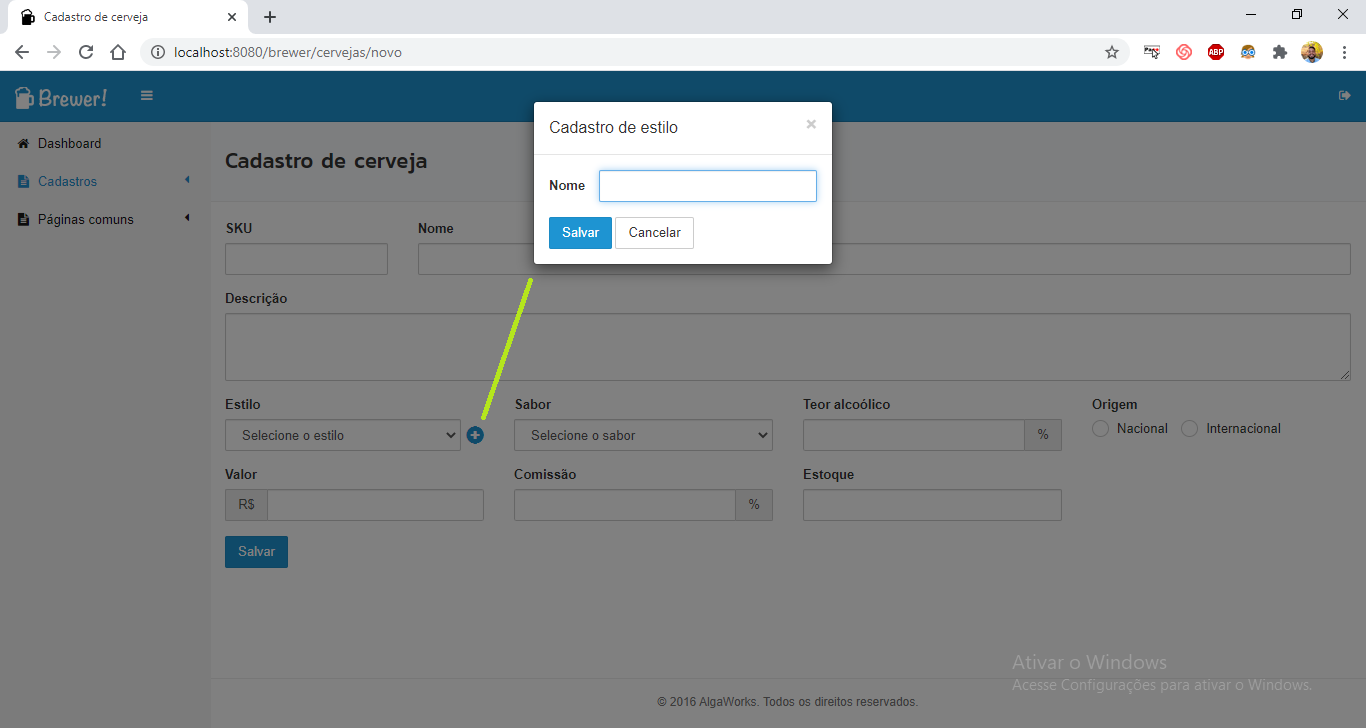 Cadastro de cerveja
localhost:8080/brewer/cervejas/novo
ABP
Brewer!
Dashboard
Cadastros
Páginas comuns
Cadastro de cerveja
Cadastro de estilo ×
Nome
Salvar Cancelar
SKU Nome
Descrição
Estilo Sabor Teor alcoólico Origem
Selecione o estilo Selecione o sabor % Nacional Internacional
Valor Comissão Estoque
R$ %
Salvar
Ativar o Windows
Acesse Configurações para ativar o Windows.
© 2016 AlgaWorks. Todos os direitos reservados.